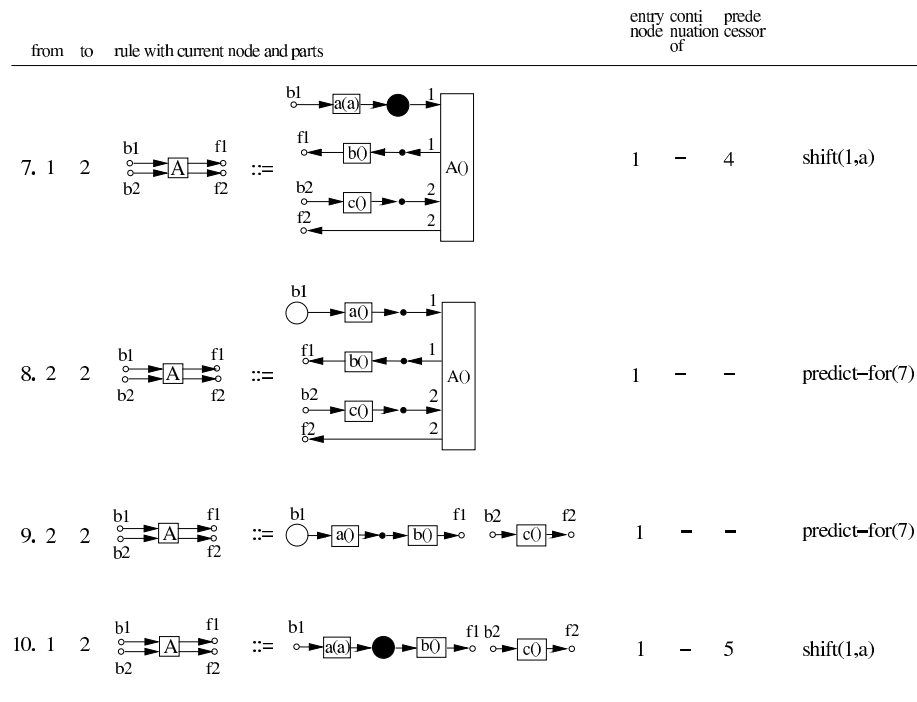 entry conti prede
node nuation cessor
from to rule with current node and parts of
b1 a(a) 1
b1 f1 f1 b() 1
7. 1 2 A ::= A() 1 – 4 shift(1,a)
b2 f2 b2 c() 2
f2 2
b1 a() 1
b1 f1 f1 b() 1
8. 2 2 A ::= A() 1 – – predict–for(7)
b2 f2 b2 c() 2
f2 2
b1 f1 b1 f1 b2 f2
9. 2 2 A ::= a() b() c() 1 – – predict–for(7)
b2 f2
b1 f1 b1 f1 b2 f2
10. 1 2 A ::= a(a) b() c() 1 – 5 shift(1,a)
b2 f2